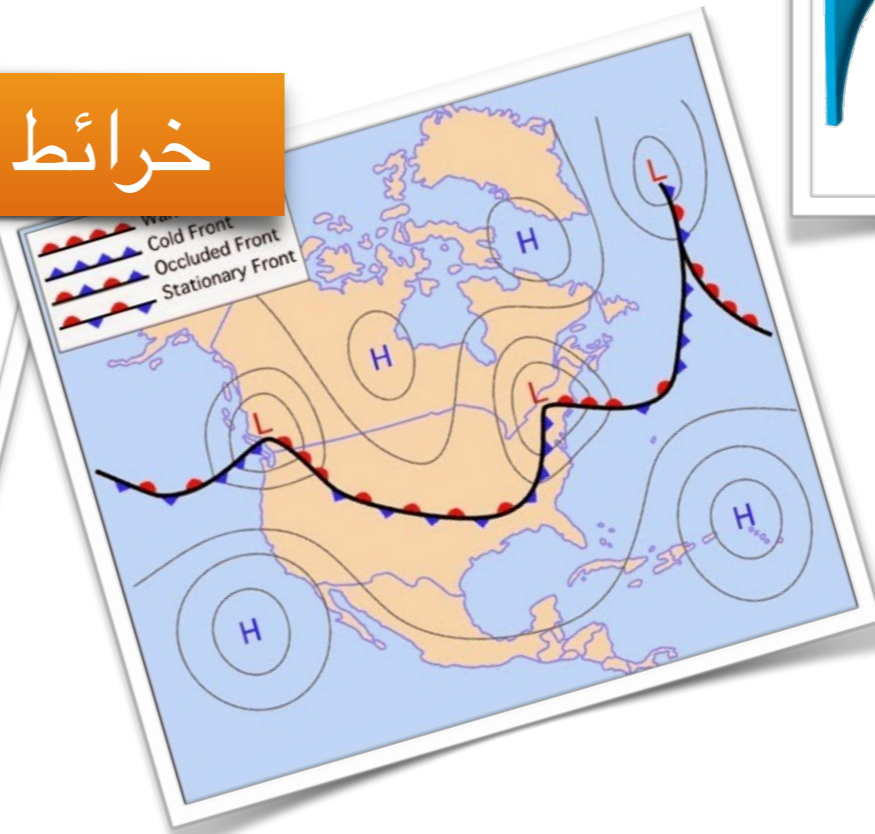 خرائط
Cold Front
Occluded Front
Stationary Front
L
H
H
L
L
H
H